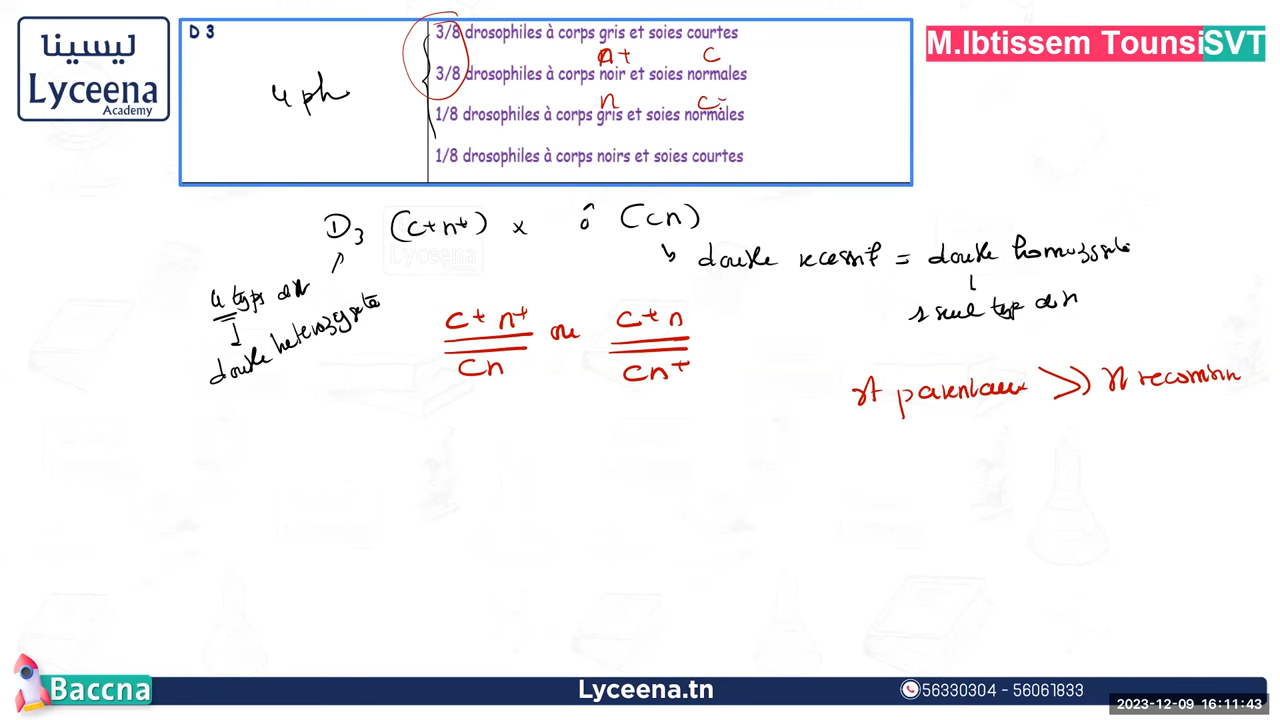 ليسينا
Lyceena
Academy
M.Ibtissem Tounsi SVT
D 3
4 ph
3/8 drosophiles à corps gris et soies courtes
n+ C
3/8 drosophiles à corps noir et soies normales
n C+
1/8 drosophiles à corps gris et soies normales
1/8 drosophiles à corps noirs et soies courtes
D3 (C+n+) x ♂ (Cn)
double recessif = double homozygote
1 seul type de
4 types de
double heterozygote
C+ n+ ou C+ n
Cn Cn+
parentaux >> recombin
Baccna
Lyceena.tn
56330304 - 56061833
2023-12-09 16:11:43